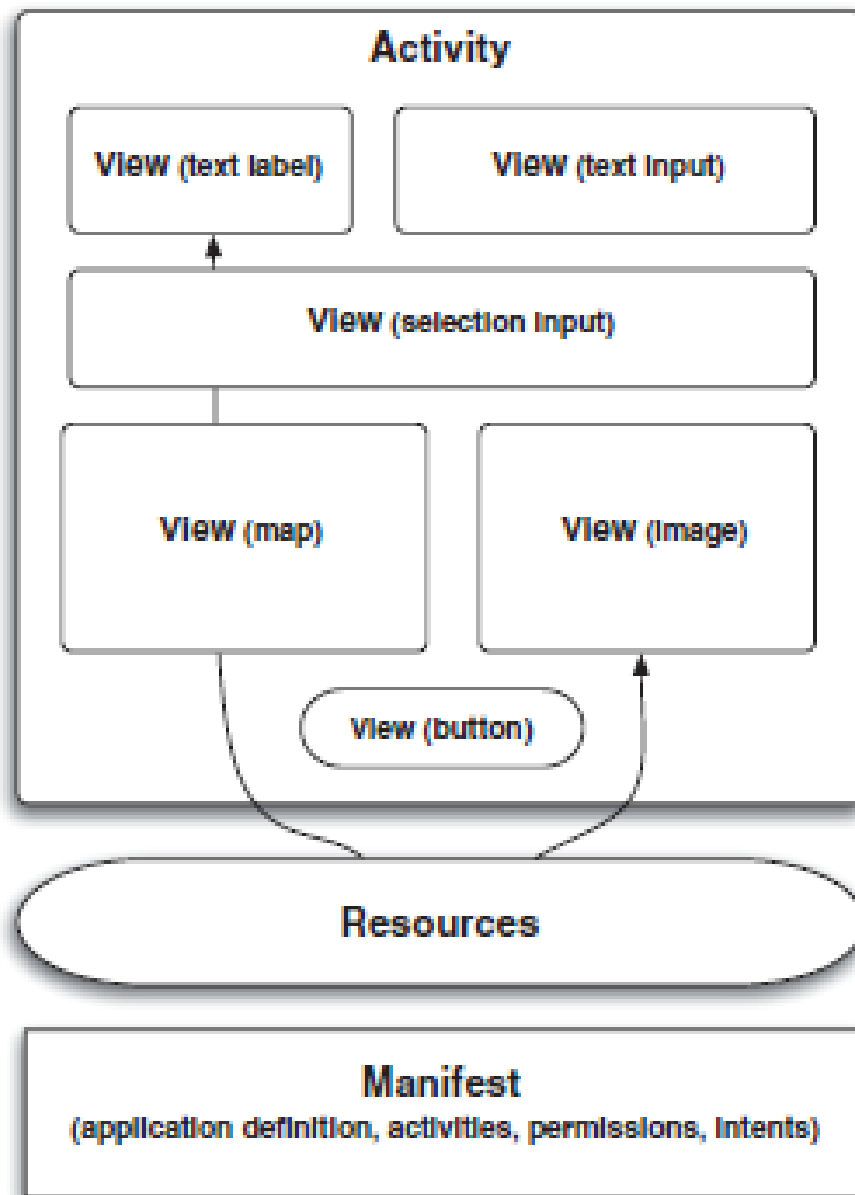 Activity
View (text label)
View (text input)
View (selection input)
View (map)
View (image)
View (button)
Resources
Manifest
(application definition, activities, permissions, intents)